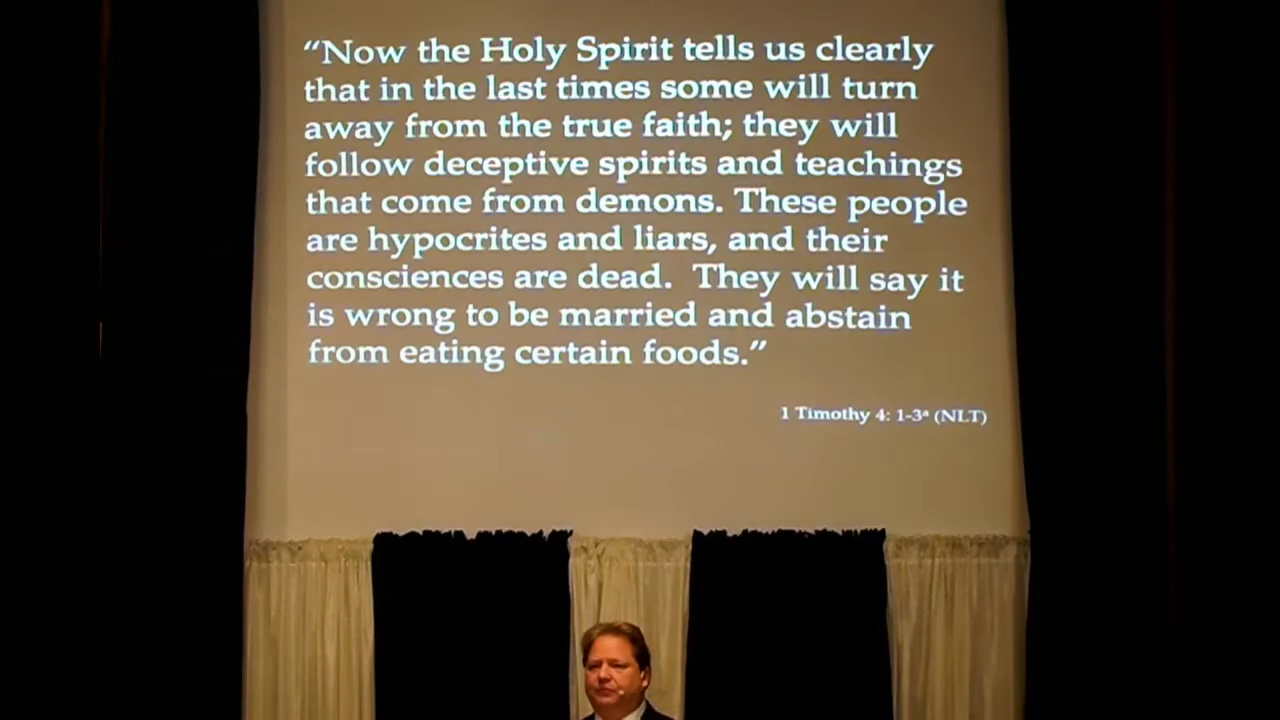 “Now the Holy Spirit tells us clearly
that in the last times some will turn
away from the true faith; they will
follow deceptive spirits and teachings
that come from demons. These people
are hypocrites and liars, and their
consciences are dead.  They will say it
is wrong to be married and abstain
from eating certain foods.”
1 Timothy 4: 1-3ª (NLT)